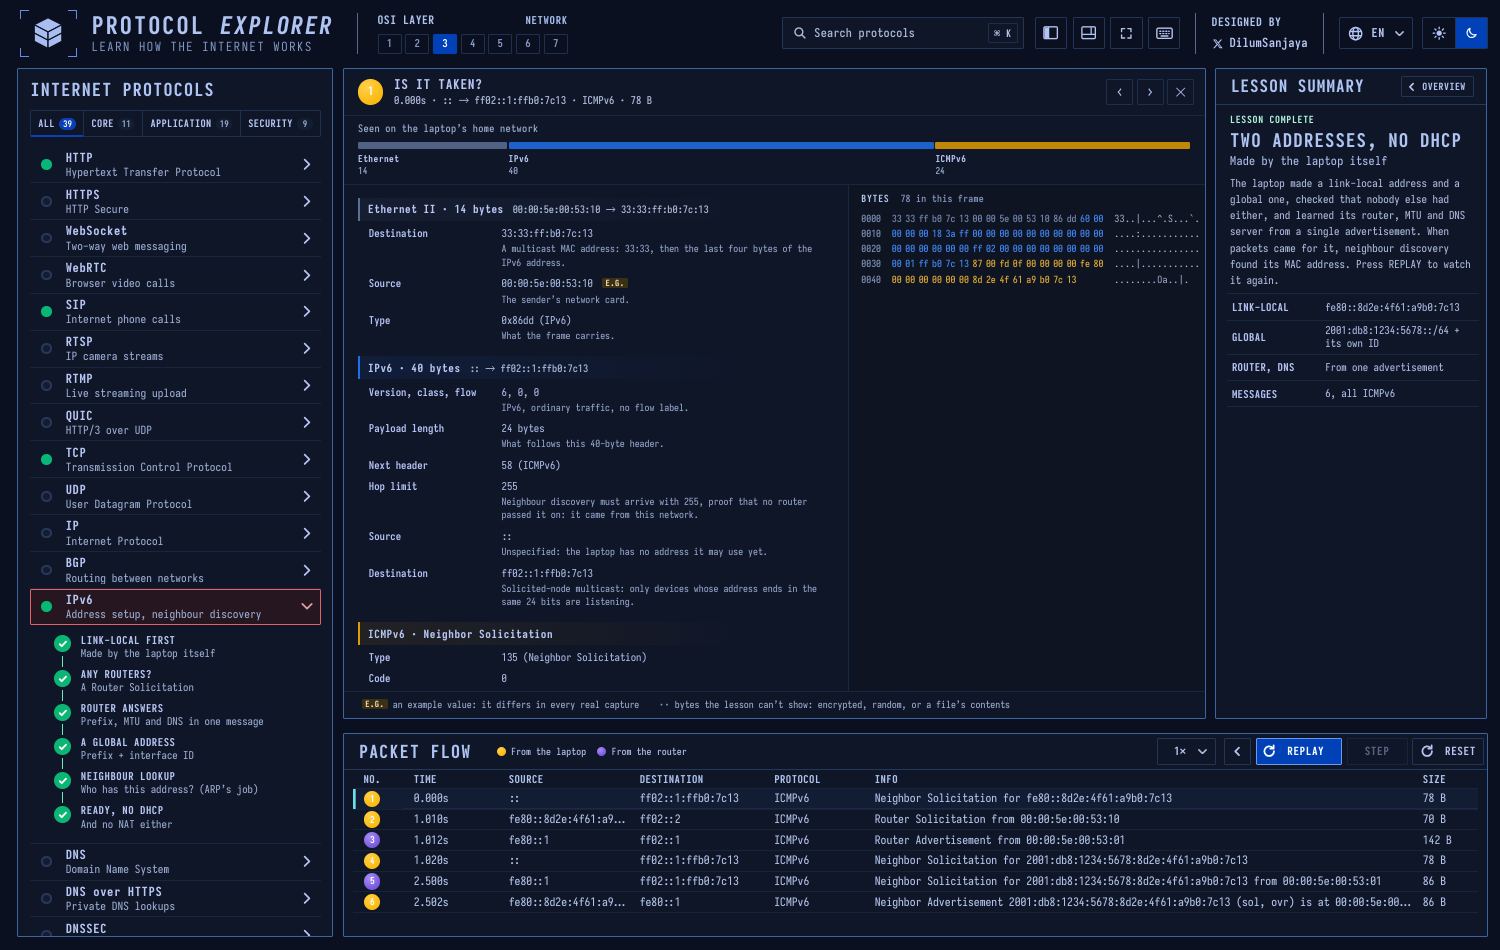 PROTOCOL EXPLORER
LEARN HOW THE INTERNET WORKS
OSI LAYER NETWORK
1 2 3 4 5 6 7
Search protocols
⌘ K
DESIGNED BY
DilumSanjaya
EN
INTERNET PROTOCOLS
ALL 39 CORE 11 APPLICATION 19 SECURITY 9
HTTP
Hypertext Transfer Protocol
HTTPS
HTTP Secure
WebSocket
Two-way web messaging
WebRTC
Browser video calls
SIP
Internet phone calls
RTSP
IP camera streams
RTMP
Live streaming upload
QUIC
HTTP/3 over UDP
TCP
Transmission Control Protocol
UDP
User Datagram Protocol
IP
Internet Protocol
BGP
Routing between networks
IPv6
Address setup, neighbour discovery
LINK-LOCAL FIRST
Made by the laptop itself
ANY ROUTERS?
A Router Solicitation
ROUTER ANSWERS
Prefix, MTU and DNS in one message
A GLOBAL ADDRESS
Prefix + interface ID
NEIGHBOUR LOOKUP
Who has this address? (ARP's job)
READY, NO DHCP
And no NAT either
DNS
Domain Name System
DNS over HTTPS
Private DNS lookups
DNSSEC
1
IS IT TAKEN?
0.000s · :: → ff02::1:ffb0:7c13 · ICMPv6 · 78 B
Seen on the laptop's home network
Ethernet IPv6 ICMPv6
14 40 24
Ethernet II · 14 bytes 00:00:5e:00:53:10 → 33:33:ff:b0:7c:13
Destination 33:33:ff:b0:7c:13
A multicast MAC address: 33:33, then the last four bytes of the
IPv6 address.
Source 00:00:5e:00:53:10 E.G.
The sender's network card.
Type 0x86dd (IPv6)
What the frame carries.
IPv6 · 40 bytes :: → ff02::1:ffb0:7c13
Version, class, flow 6, 0, 0
IPv6, ordinary traffic, no flow label.
Payload length 24 bytes
What follows this 40-byte header.
Next header 58 (ICMPv6)
Hop limit 255
Neighbour discovery must arrive with 255, proof that no router
passed it on: it came from this network.
Source ::
Unspecified: the laptop has no address it may use yet.
Destination ff02::1:ffb0:7c13
Solicited-node multicast: only devices whose address ends in the
same 24 bits are listening.
ICMPv6 · Neighbor Solicitation
Type 135 (Neighbor Solicitation)
Code 0
E.G. an example value: it differs in every real capture ·· bytes the lesson can't show: encrypted, random, or a file's contents
BYTES 78 in this frame
0000 33 33 ff b0 7c 13 00 00 5e 00 53 10 86 dd 60 00 33..|...^.S...`.
0010 00 00 00 18 3a ff 00 00 00 00 00 00 00 00 00 00 ....:...........
0020 00 00 00 00 00 00 ff 02 00 00 00 00 00 00 00 00 ................
0030 00 01 ff b0 7c 13 87 00 fd 0f 00 00 00 00 fe 80 ....|...........
0040 00 00 00 00 00 00 8d 2e 4f 61 a9 b0 7c 13 ........Oa..|.
LESSON SUMMARY
OVERVIEW
LESSON COMPLETE
TWO ADDRESSES, NO DHCP
Made by the laptop itself
The laptop made a link-local address and a
global one, checked that nobody else had
either, and learned its router, MTU and DNS
server from a single advertisement. When
packets came for it, neighbour discovery
found its MAC address. Press REPLAY to watch
it again.
LINK-LOCAL fe80::8d2e:4f61:a9b0:7c13
GLOBAL 2001:db8:1234:5678::/64 +
its own ID
ROUTER, DNS From one advertisement
MESSAGES 6, all ICMPv6
PACKET FLOW
From the laptop From the router
1× REPLAY STEP RESET
NO. TIME SOURCE DESTINATION PROTOCOL INFO SIZE
1 0.000s :: ff02::1:ffb0:7c13 ICMPv6 Neighbor Solicitation for fe80::8d2e:4f61:a9b0:7c13 78 B
2 1.010s fe80::8d2e:4f61:a9... ff02::2 ICMPv6 Router Solicitation from 00:00:5e:00:53:10 70 B
3 1.012s fe80::1 ff02::1 ICMPv6 Router Advertisement from 00:00:5e:00:53:01 142 B
4 1.020s :: ff02::1:ffb0:7c13 ICMPv6 Neighbor Solicitation for 2001:db8:1234:5678:8d2e:4f61:a9b0:7c13 78 B
5 2.500s fe80::1 ff02::1:ffb0:7c13 ICMPv6 Neighbor Solicitation for 2001:db8:1234:5678:8d2e:4f61:a9b0:7c13 from 00:00:5e:00:53:01 86 B
6 2.502s fe80::8d2e:4f61:a9... fe80::1 ICMPv6 Neighbor Advertisement 2001:db8:1234:5678:8d2e:4f61:a9b0:7c13 (sol, ovr) is at 00:00:5e:00... 86 B